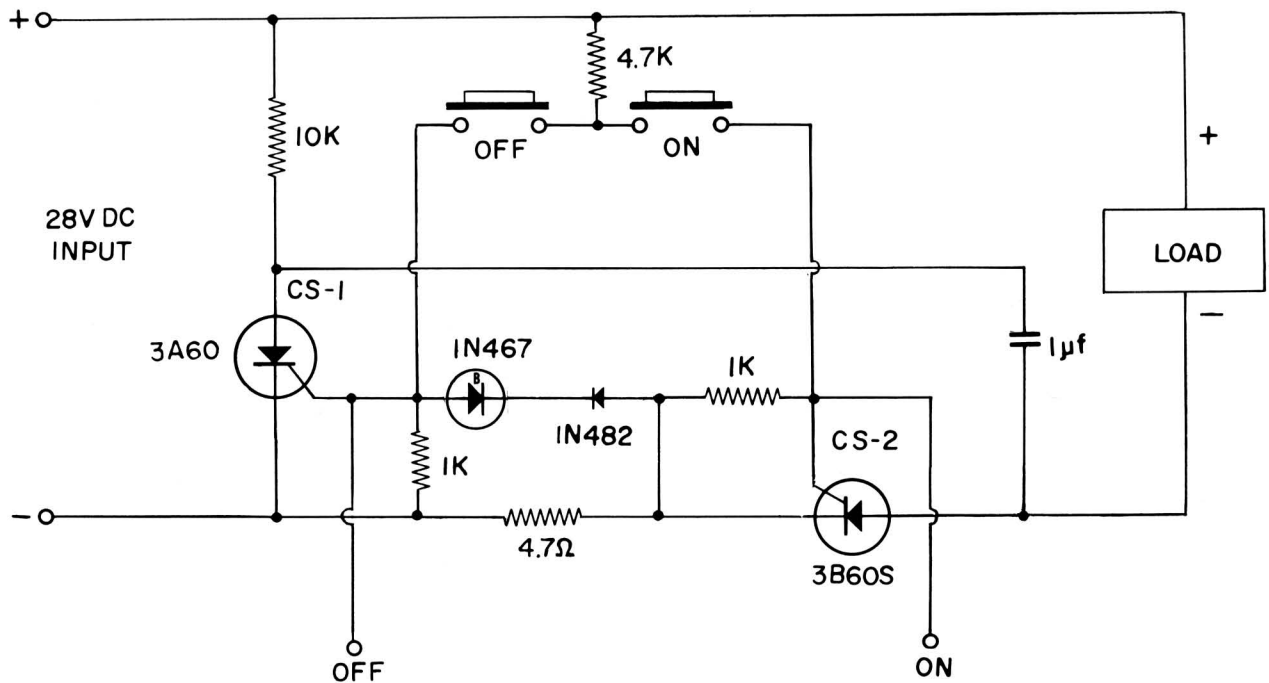 +
4.7K
OFF
ON
10K
+
28V DC
INPUT
LOAD
CS-1
−
3A60
1N467
B
1K
1µf
1N482
CS-2
1K
−
4.7Ω
3B60S
OFF
ON